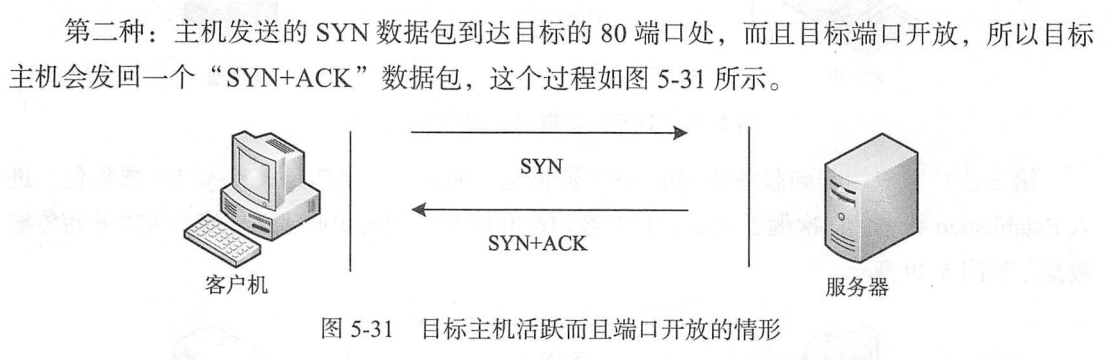 第二种：主机发送的 SYN 数据包到达目标的 80 端口处，而且目标端口开放，所以目标
主机会发回一个“SYN+ACK”数据包，这个过程如图 5-31 所示。
SYN
SYN+ACK
客户机
服务器
图 5-31 目标主机活跃而且端口开放的情形